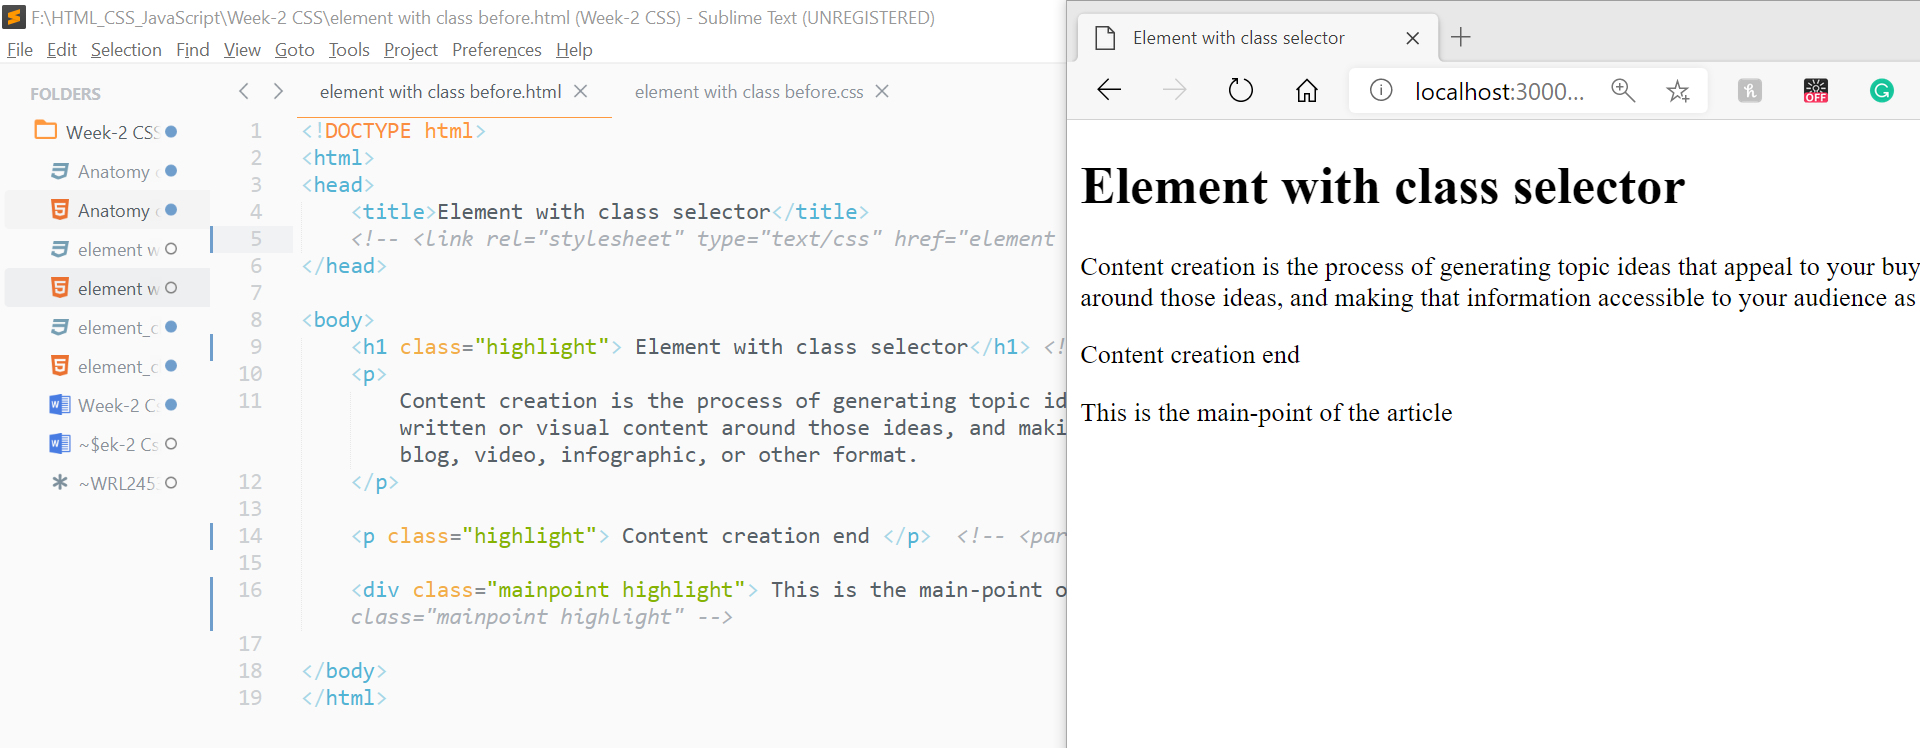 F:\HTML_CSS_JavaScript\Week-2 CSS\element with class before.html (Week-2 CSS) - Sublime Text (UNREGISTERED)
File Edit Selection Find View Goto Tools Project Preferences Help
FOLDERS
Week-2 CSS
Anatomy
Anatomy
element w
element w
element_c
element_c
Week-2 C
~$ek-2 Cs
~WRL245
element with class before.html
element with class before.css
1 <!DOCTYPE html>
2 <html>
3 <head>
4 <title>Element with class selector</title>
5 <!-- <link rel="stylesheet" type="text/css" href="element
6 </head>
7
8 <body>
9 <h1 class="highlight"> Element with class selector</h1> <!
10 <p>
11 Content creation is the process of generating topic id
written or visual content around those ideas, and maki
blog, video, infographic, or other format.
12 </p>
13
14 <p class="highlight"> Content creation end </p> <!-- <par
15
16 <div class="mainpoint highlight"> This is the main-point o
class="mainpoint highlight" -->
17
18 </body>
19 </html>
Element with class selector
localhost:3000...
OFF
Element with class selector
Content creation is the process of generating topic ideas that appeal to your buy
around those ideas, and making that information accessible to your audience as
Content creation end
This is the main-point of the article